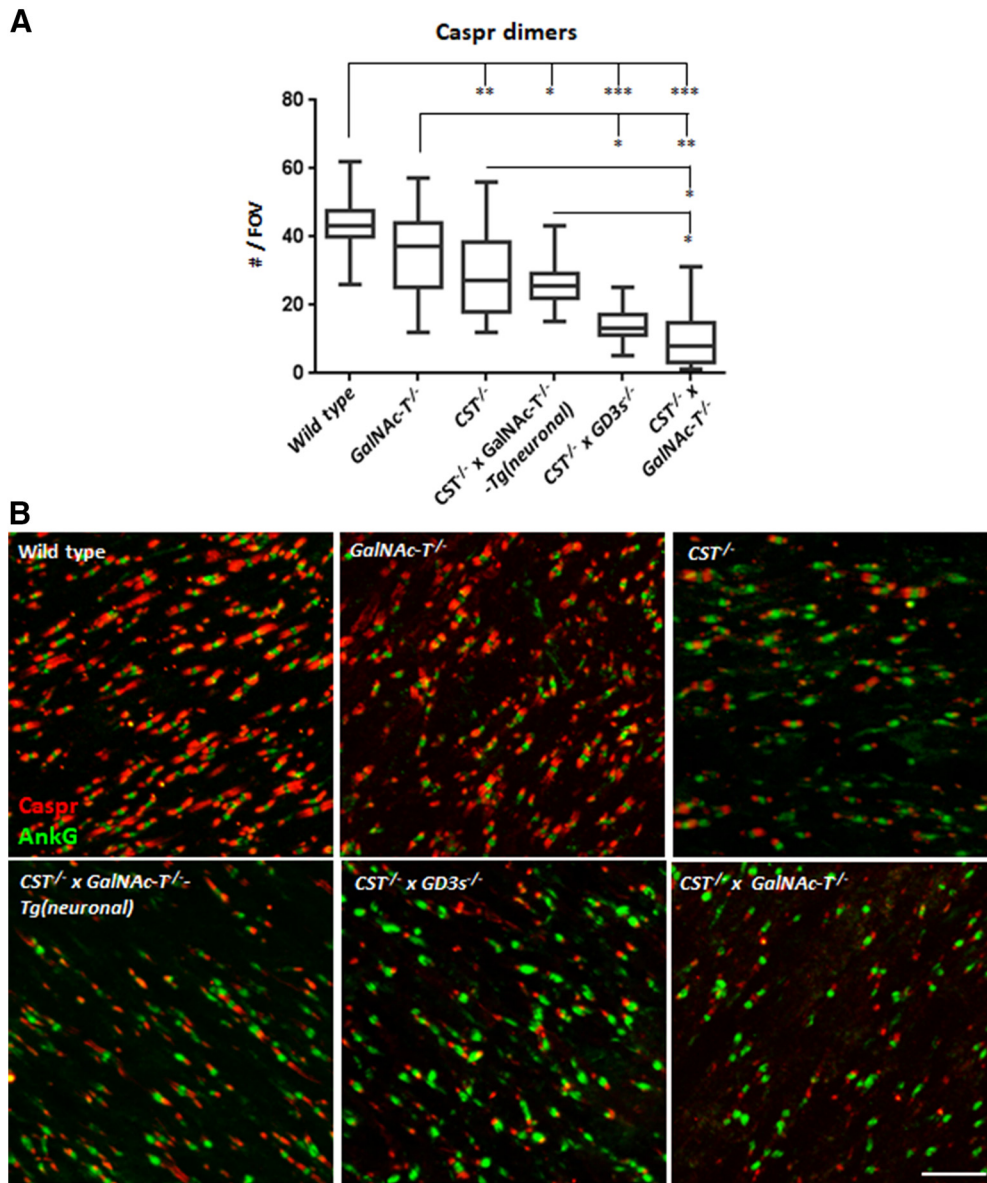 A
Caspr dimers
** * *** ***
80
* **
60
*
# / FOV
*
40
20
0
Wild type
GalNAc-T-/-
CST-/-
CST-/- x GalNAc-T-/-
-Tg(neuronal)
CST-/- x GD3s-/-
CST-/- x
GalNAc-T-/-
B
Wild type
GalNAc-T-/-
CST-/-
Caspr
AnkG
CST-/- x GalNAc-T-/--
Tg(neuronal)
CST-/- x GD3s-/-
CST-/- x GalNAc-T-/-